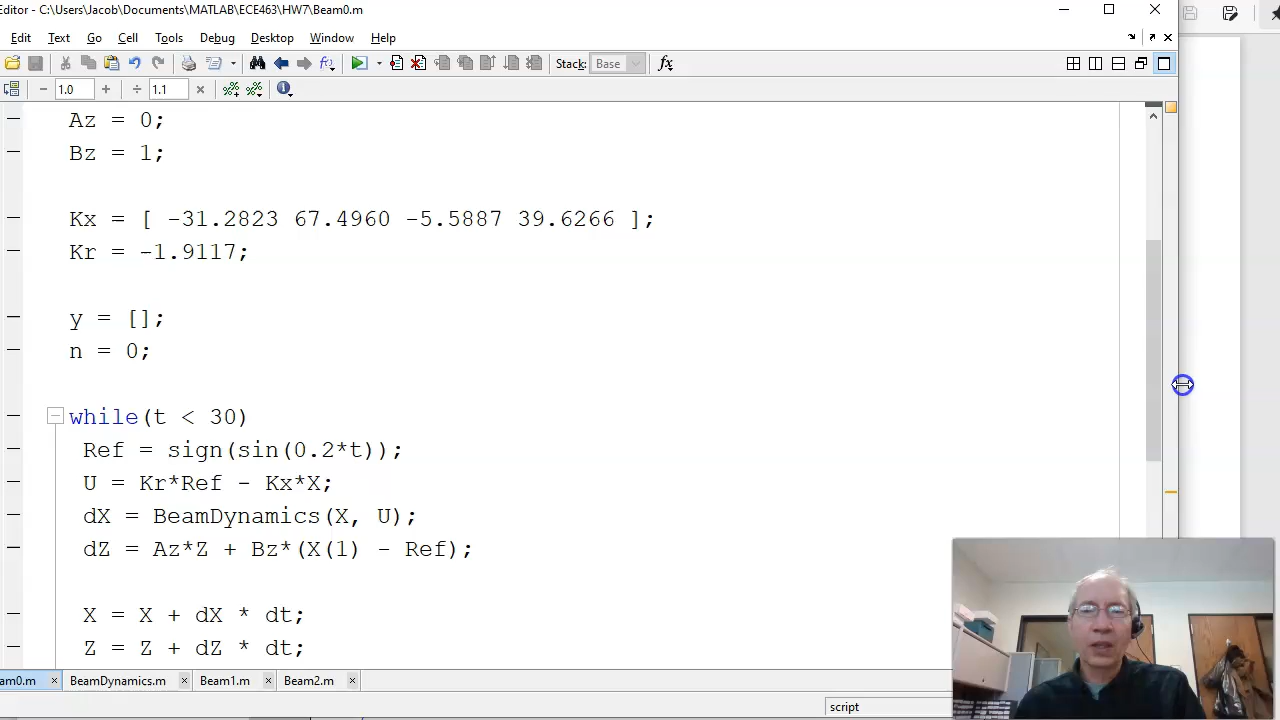 Editor - C:\Users\Jacob\Documents\MATLAB\ECE463\HW7\Beam0.m
Edit Text Go Cell Tools Debug Desktop Window Help
Stack: Base fx
- 1.0 + ÷ 1.1 ×
Az = 0;
Bz = 1;
Kx = [ -31.2823 67.4960 -5.5887 39.6266 ];
Kr = -1.9117;
y = [];
n = 0;
while(t < 30)
Ref = sign(sin(0.2*t));
U = Kr*Ref - Kx*X;
dX = BeamDynamics(X, U);
dZ = Az*Z + Bz*(X(1) - Ref);
X = X + dX * dt;
Z = Z + dZ * dt;
am0.m BeamDynamics.m Beam1.m Beam2.m
script